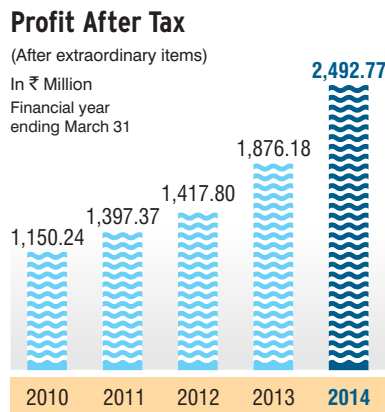 Profit After Tax
(After extraordinary items)
In ₹ Million
Financial year
ending March 31
2,492.77
1,876.18
1,417.80
1,397.37
1,150.24
2010 2011 2012 2013 2014